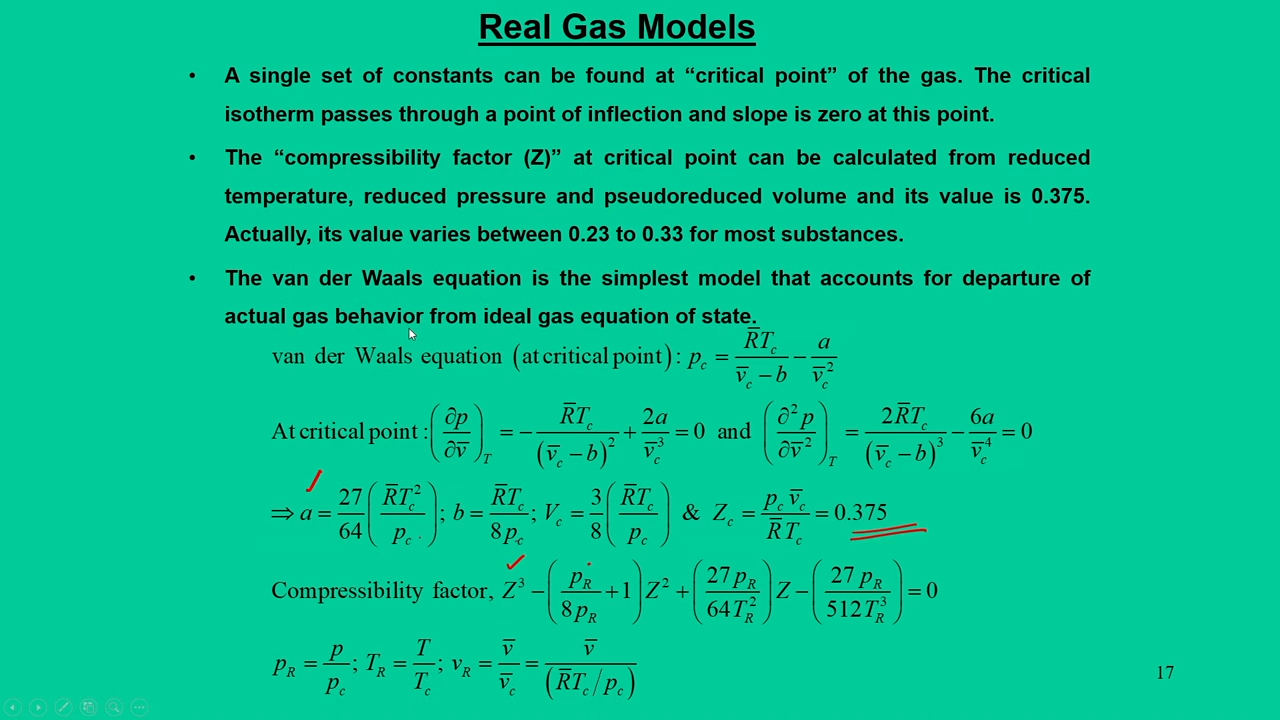 Real Gas Models
• A single set of constants can be found at “critical point” of the gas. The critical
isotherm passes through a point of inflection and slope is zero at this point.
• The “compressibility factor (Z)” at critical point can be calculated from reduced
temperature, reduced pressure and pseudoreduced volume and its value is 0.375.
Actually, its value varies between 0.23 to 0.33 for most substances.
• The van der Waals equation is the simplest model that accounts for departure of
actual gas behavior from ideal gas equation of state.
van der Waals equation (at critical point): p_c = R̅T_c/(v̅_c − b) − a/v̅_c²
At critical point: (∂p/∂v̅)_T = −R̅T_c/(v̅_c − b)² + 2a/v̅_c³ = 0 and (∂²p/∂v̅²)_T = 2R̅T_c/(v̅_c − b)³ − 6a/v̅_c⁴ = 0
⇒ a = 27/64 (R̅T_c²/p_c); b = R̅T_c/8p_c; V_c = 3/8 (R̅T_c/p_c) & Z_c = p_c v̅_c/R̅T_c = 0.375
Compressibility factor, Z³ − (p_R/8p_R + 1)Z² + (27p_R/64T_R²)Z − (27p_R/512T_R³) = 0
p_R = p/p_c; T_R = T/T_c; v_R = v̅/v̅_c = v̅/(R̅T_c/p_c)
17